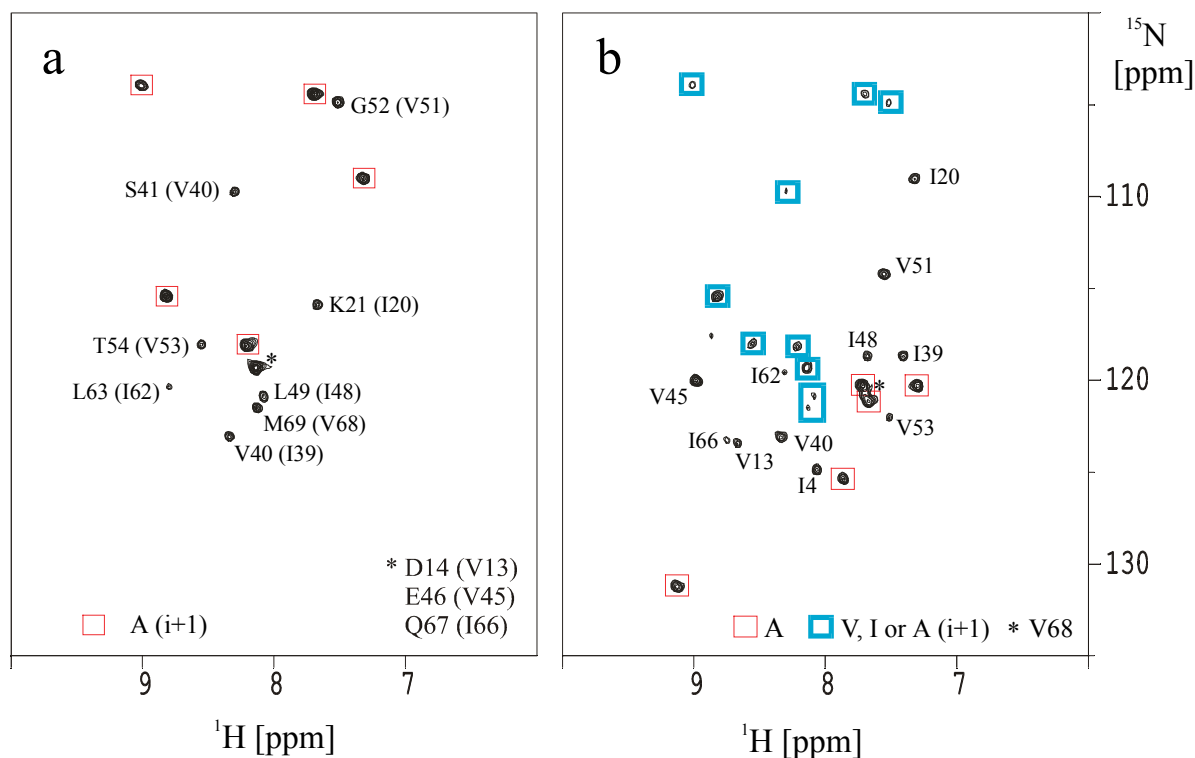 a
G52 (V51)
S41 (V40)
K21 (I20)
T54 (V53)
*
L63 (I62)
L49 (I48)
M69 (V68)
V40 (I39)
* D14 (V13)
E46 (V45)
Q67 (I66)
A (i+1)
9 8 7
¹H [ppm]
b
I20
V51
I48
I39
I62
*
V45
V53
I66
V40
V13
I4
A V, I or A (i+1) * V68
9 8 7
¹H [ppm]
¹⁵N
[ppm]
110
120
130